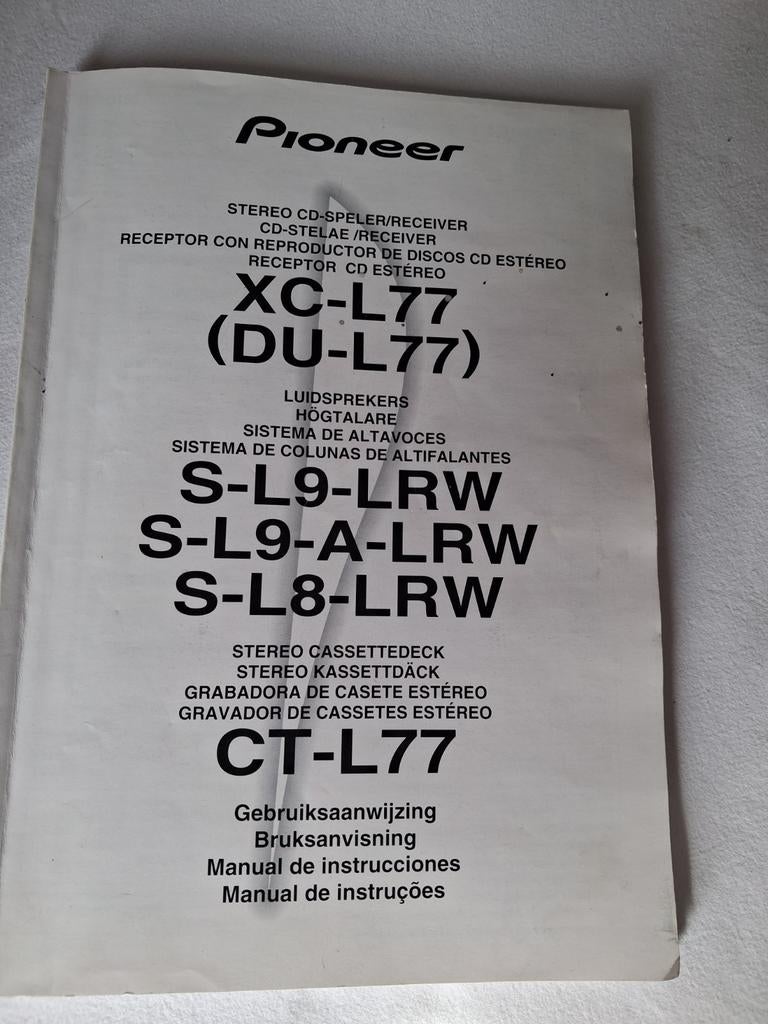 Pioneer
STEREO CD-SPELER/RECEIVER
CD-STELAE /RECEIVER
RECEPTOR CON REPRODUCTOR DE DISCOS CD ESTÉREO
RECEPTOR CD ESTÉREO
XC-L77
(DU-L77)
LUIDSPREKERS
HÖGTALARE
SISTEMA DE ALTAVOCES
SISTEMA DE COLUNAS DE ALTIFALANTES
S-L9-LRW
S-L9-A-LRW
S-L8-LRW
STEREO CASSETTEDECK
STEREO KASSETTDÄCK
GRABADORA DE CASETE ESTÉREO
GRAVADOR DE CASSETES ESTÉREO
CT-L77
Gebruiksaanwijzing
Bruksanvisning
Manual de instrucciones
Manual de instruções